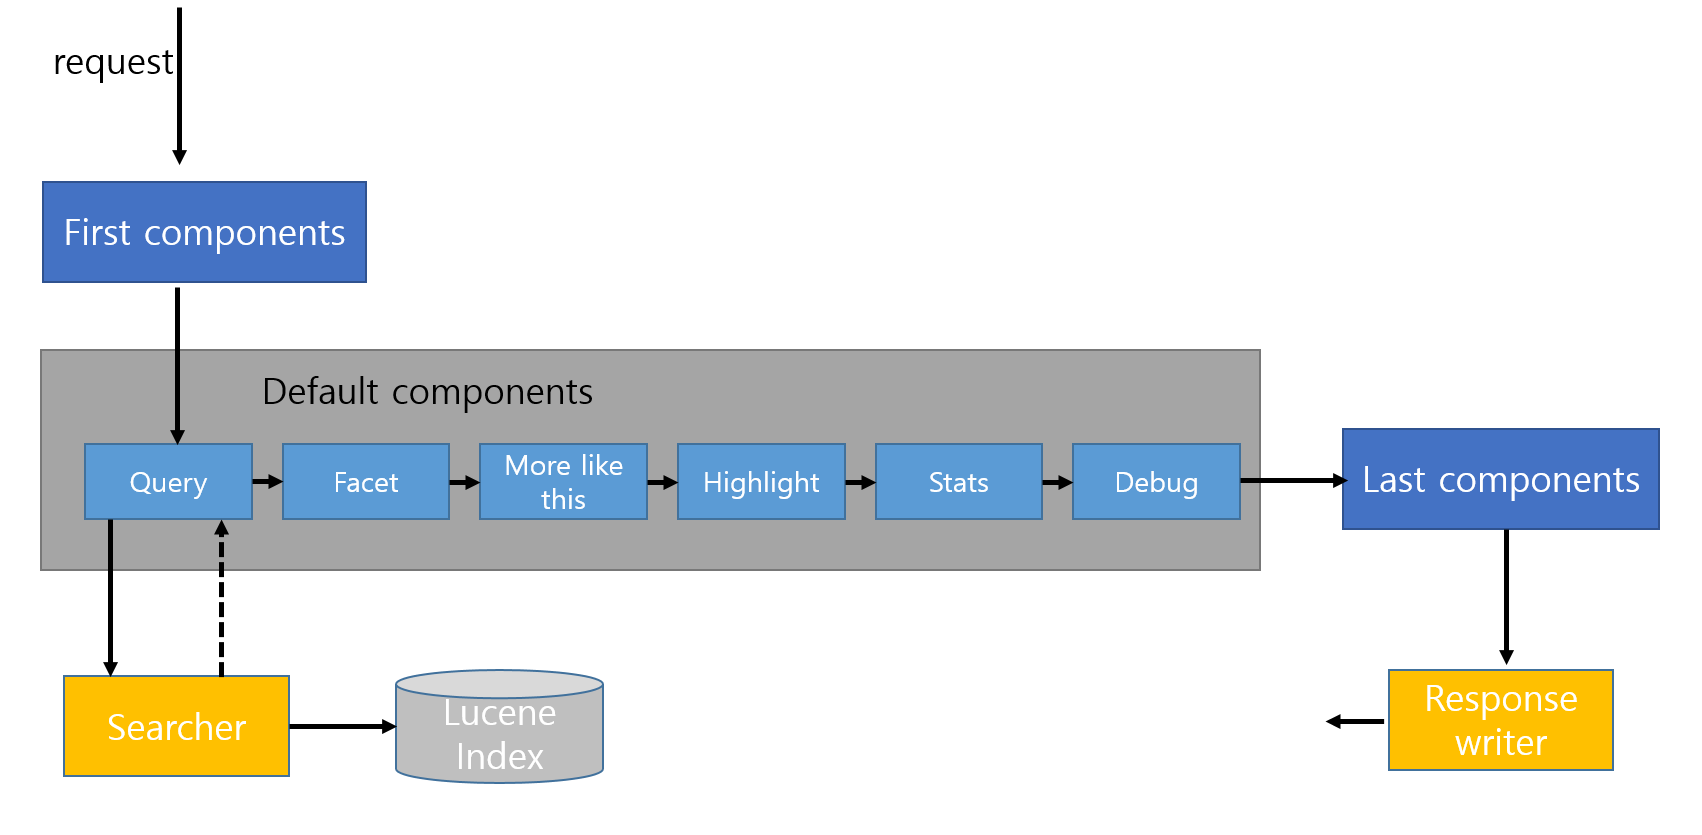 request
First components
Default components
Query
Facet
More like
this
Highlight
Stats
Debug
Last components
Searcher
Lucene
Index
Response
writer